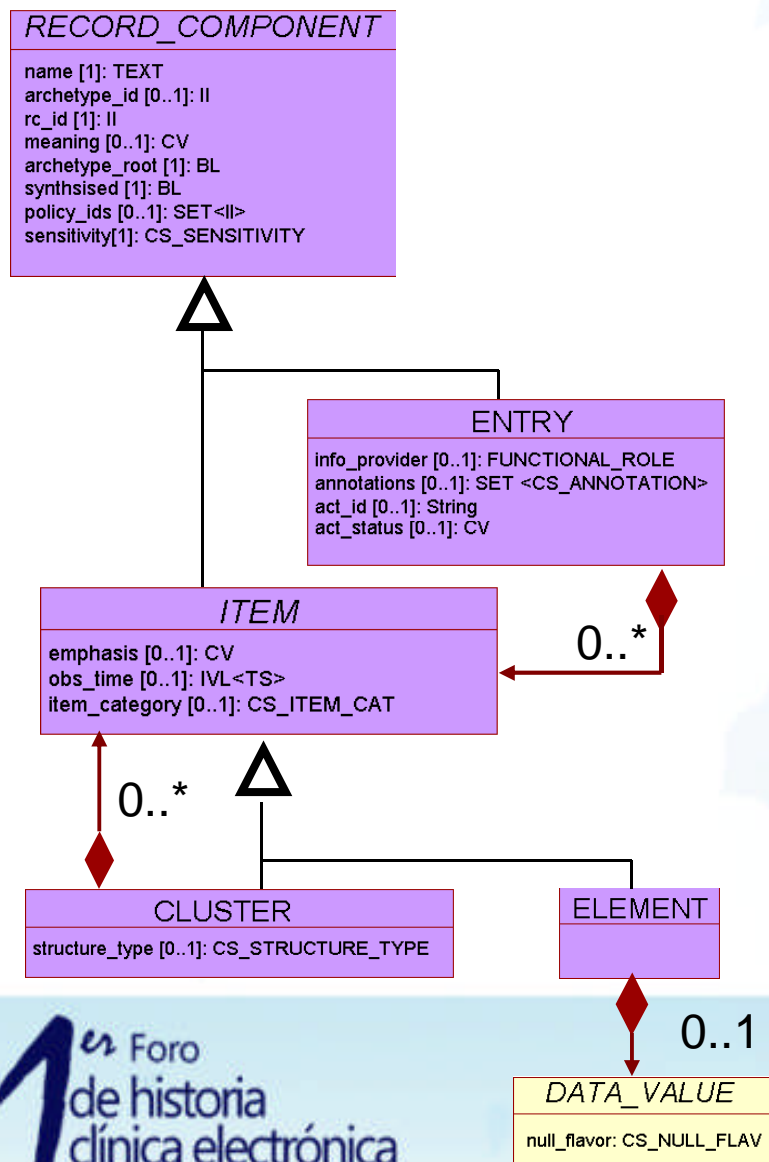 RECORD_COMPONENT
name [1]: TEXT
archetype_id [0..1]: II
rc_id [1]: II
meaning [0..1]: CV
archetype_root [1]: BL
synthsised [1]: BL
policy_ids [0..1]: SET<II>
sensitivity[1]: CS_SENSITIVITY
ENTRY
info_provider [0..1]: FUNCTIONAL_ROLE
annotations [0..1]: SET <CS_ANNOTATION>
act_id [0..1]: String
act_status [0..1]: CV
0..*
ITEM
emphasis [0..1]: CV
obs_time [0..1]: IVL<TS>
item_category [0..1]: CS_ITEM_CAT
0..*
CLUSTER
structure_type [0..1]: CS_STRUCTURE_TYPE
ELEMENT
0..1
DATA_VALUE
null_flavor: CS_NULL_FLAV
1er Foro
de historia
clínica electrónica